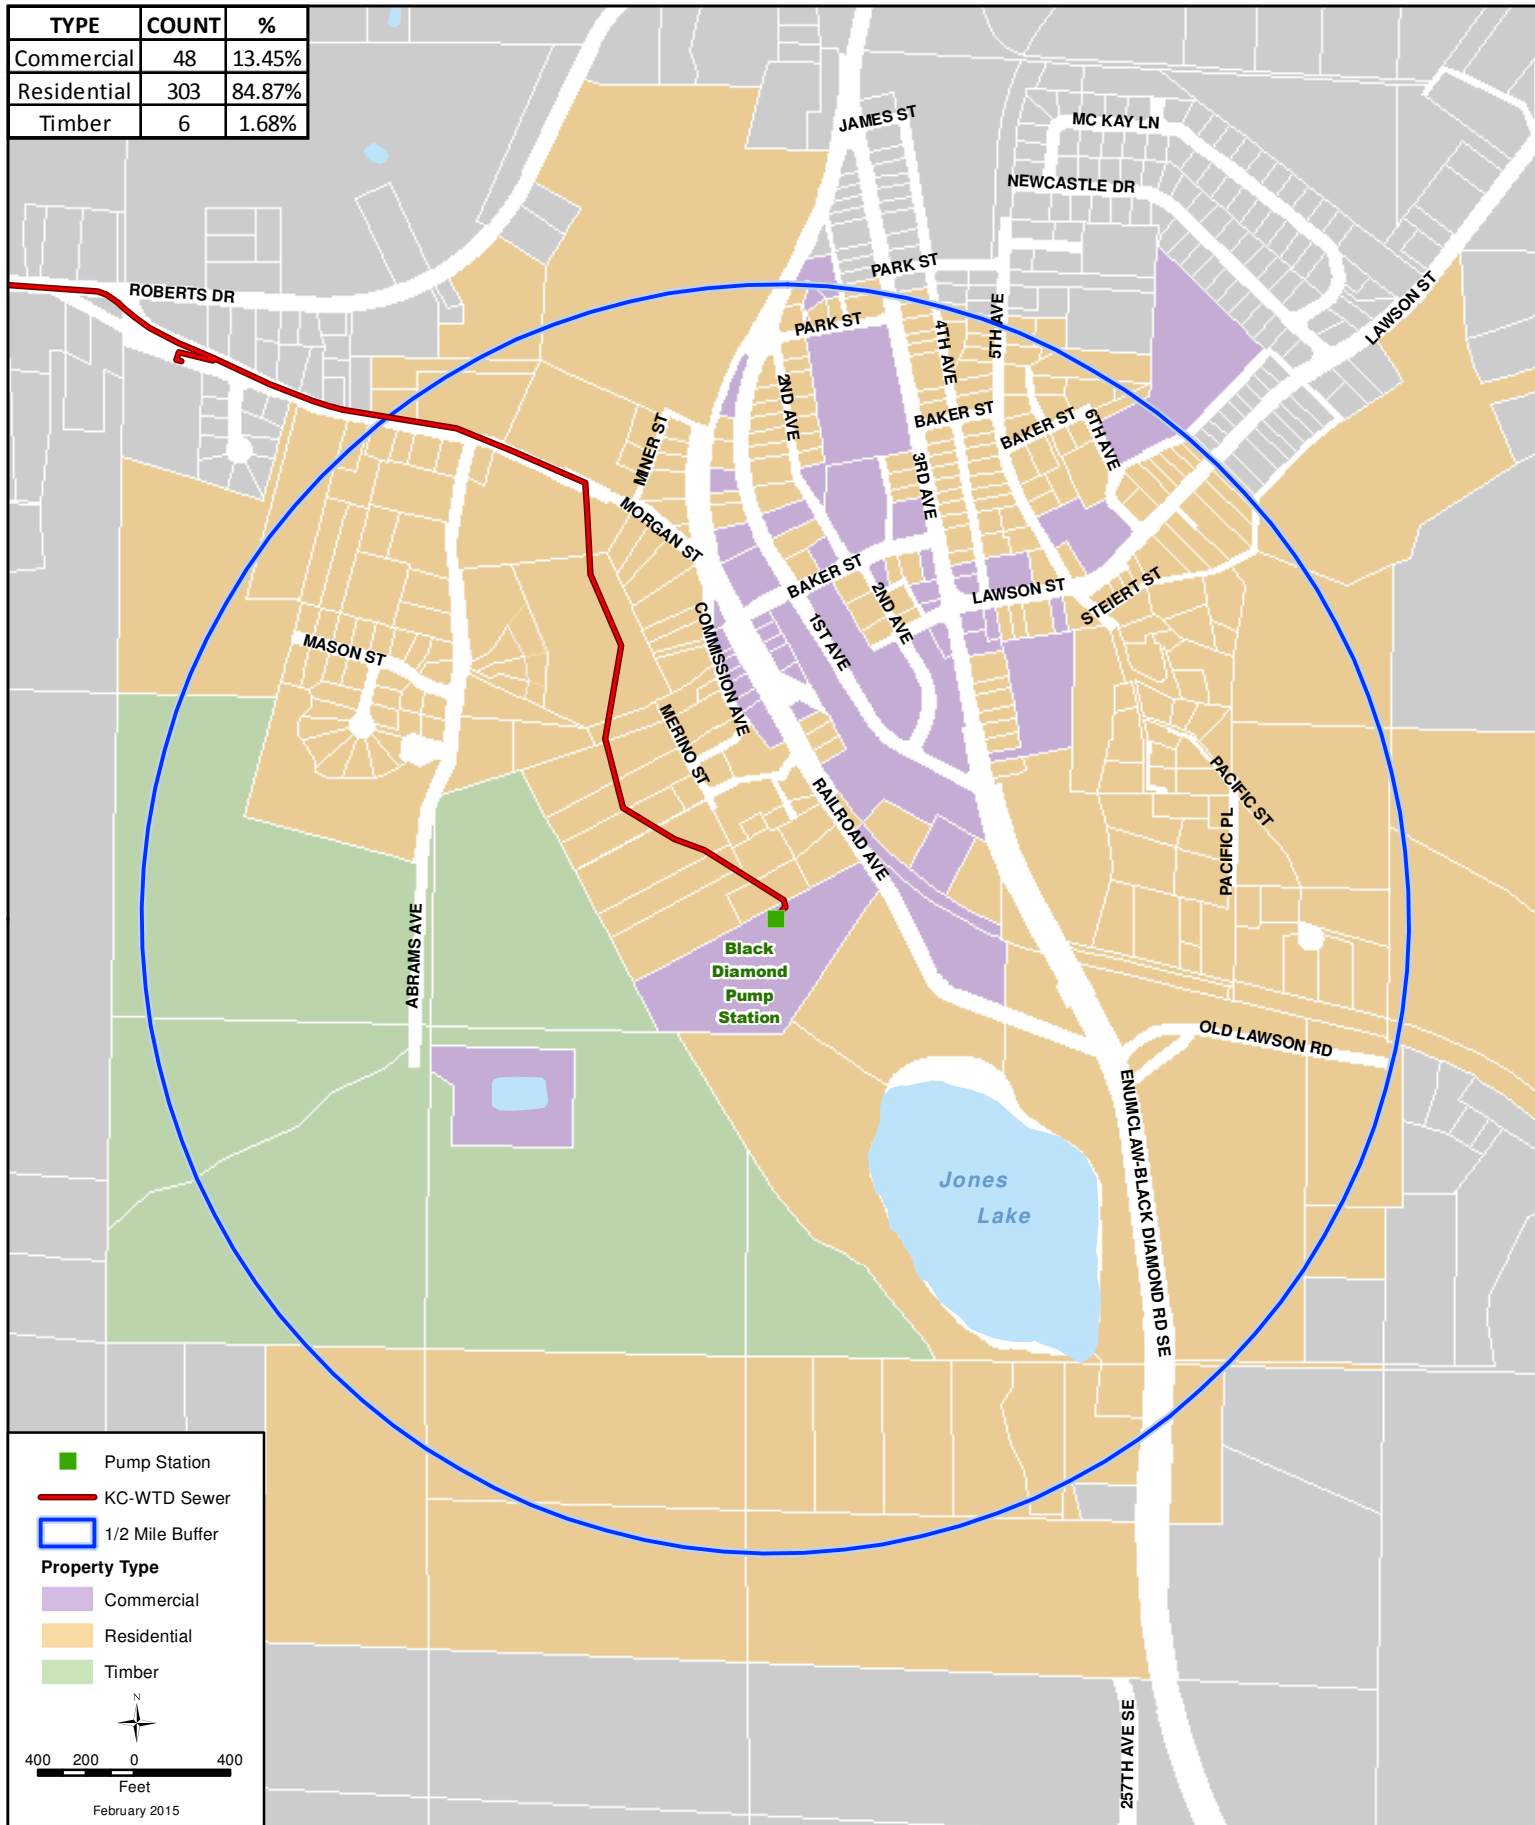 TYPE COUNT %
Commercial 48 13.45%
Residential 303 84.87%
Timber 6 1.68%
JAMES ST
MC KAY LN
NEWCASTLE DR
PARK ST
ROBERTS DR
LAWSON ST
PARK ST
4TH AVE
5TH AVE
2ND AVE
BAKER ST
BAKER ST
6TH AVE
MINER ST
3RD AVE
MORGAN ST
BAKER ST
2ND AVE
LAWSON ST
STEIERT ST
COMMISSION AVE
1ST AVE
MASON ST
MERINO ST
RAILROAD AVE
PACIFIC ST
PACIFIC PL
ABRAMS AVE
Black
Diamond
Pump
Station
OLD LAWSON RD
ENUMCLAW-BLACK DIAMOND RD SE
Jones
Lake
Pump Station
KC-WTD Sewer
1/2 Mile Buffer
Property Type
Commercial
Residential
Timber
N
400 200 0 400
Feet
February 2015
257TH AVE SE